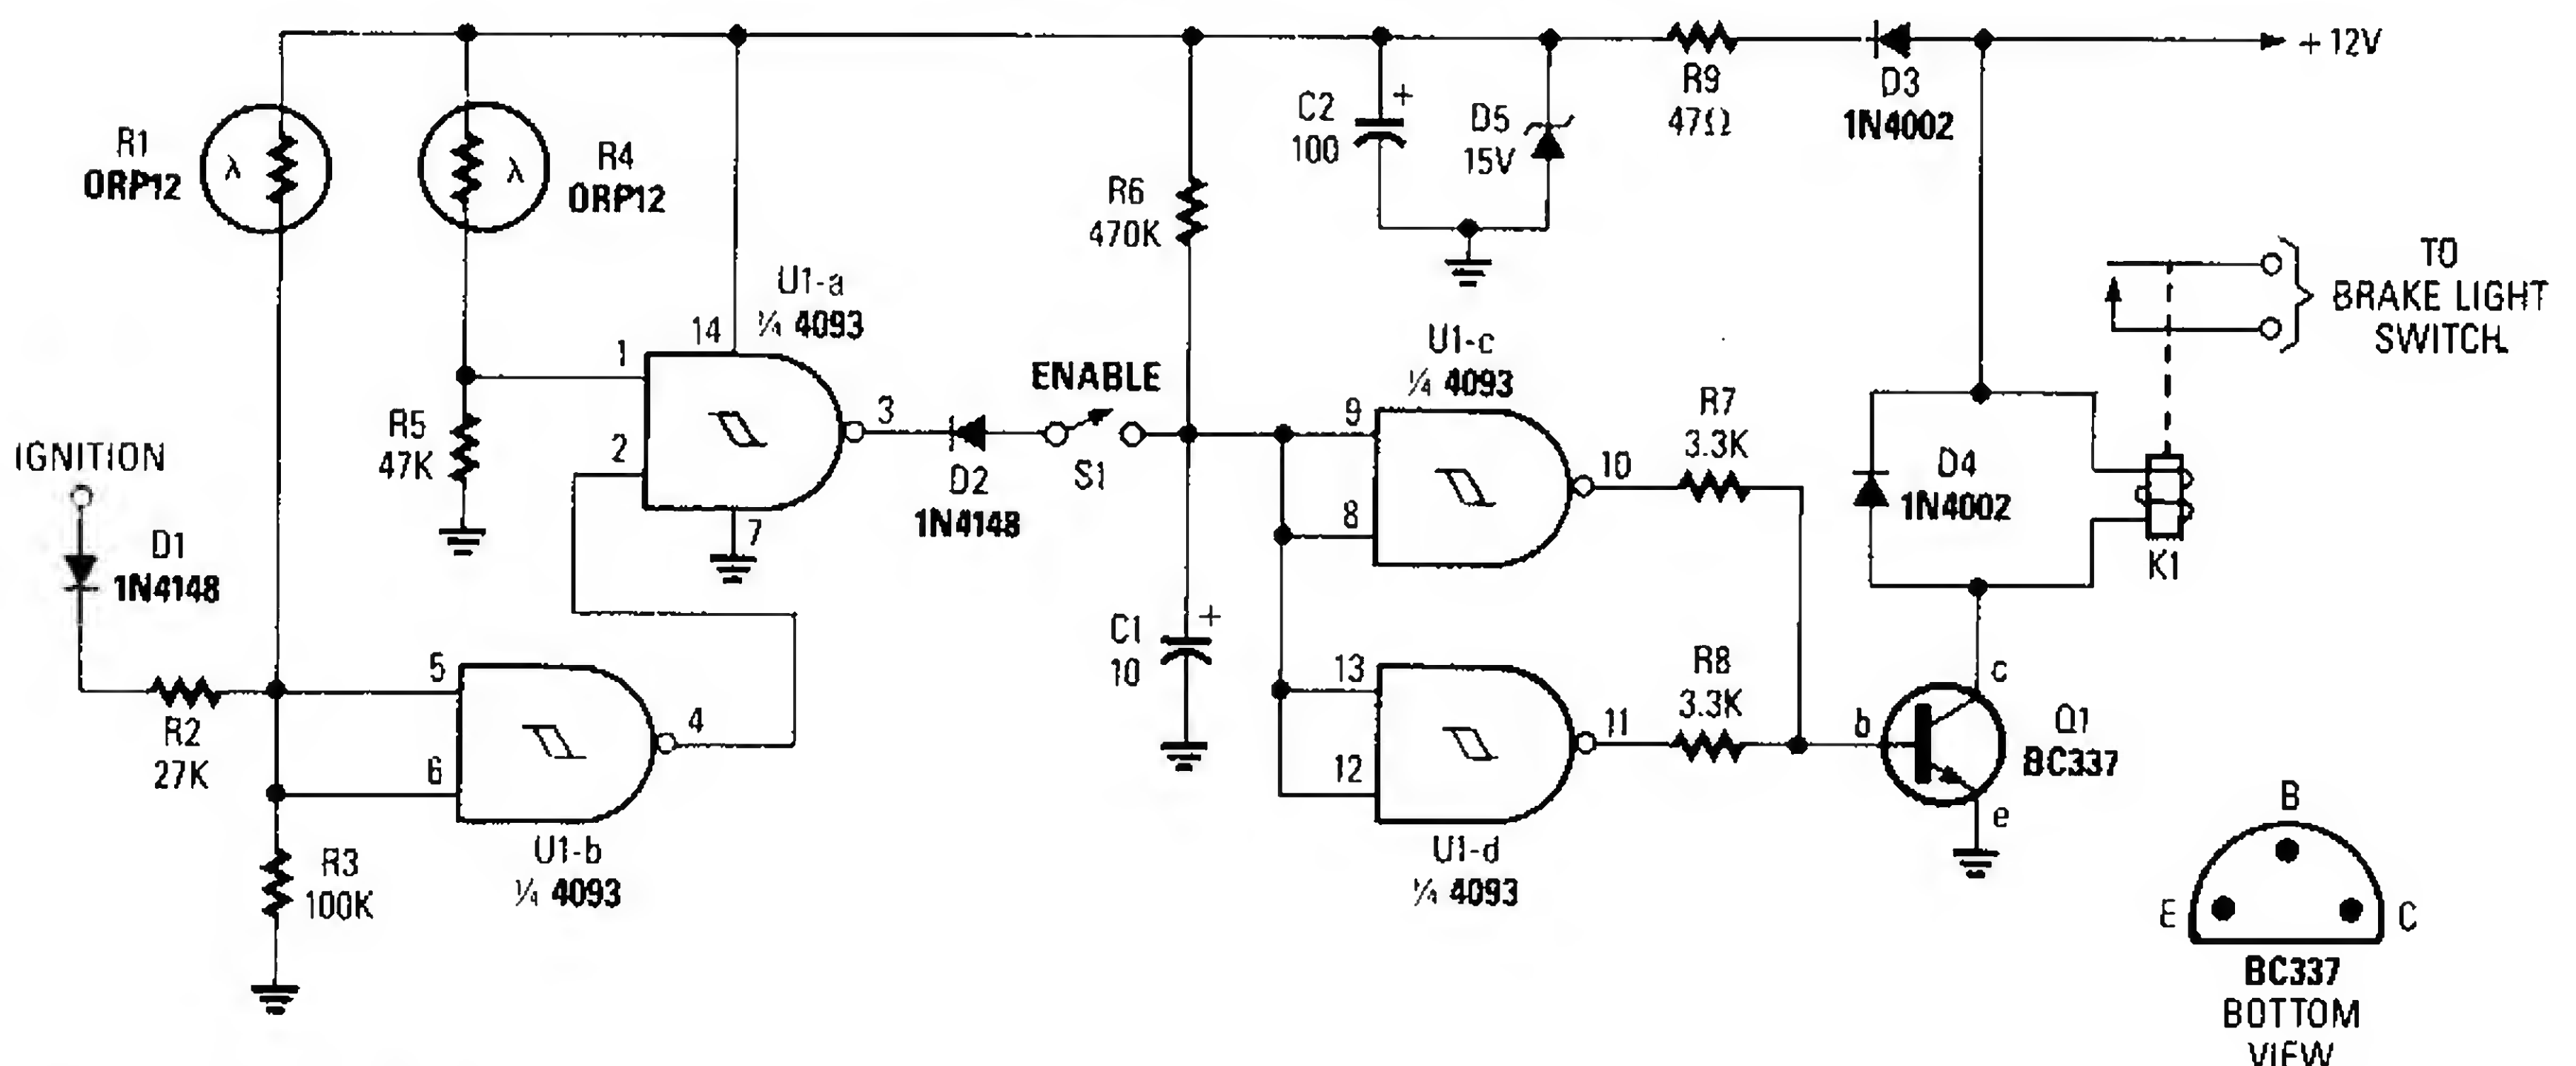 + 12V
R1
ORP12
λ
λ
R4
ORP12
C2
100
+
D5
15V
R9
47Ω
D3
1N4002
R6
470K
U1-a
¼ 4093
14
1
2
3
7
R5
47K
IGNITION
D1
1N4148
ENABLE
D2
1N4148
S1
U1-c
¼ 4093
9
8
10
R7
3.3K
D4
1N4002
K1
TO
BRAKE LIGHT
SWITCH
R2
27K
5
6
4
U1-b
¼ 4093
R3
100K
C1
10
+
13
12
11
U1-d
¼ 4093
R8
3.3K
b
c
e
Q1
BC337
B
E
C
BC337
BOTTOM
VIEW